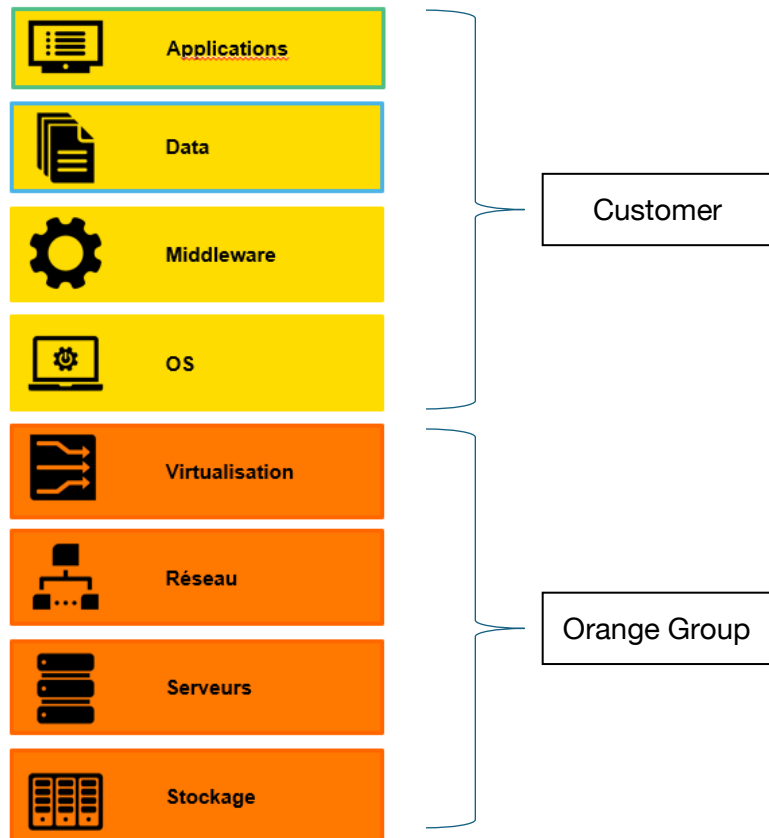 Applications
Data
Middleware
OS
Customer
Virtualisation
Réseau
Serveurs
Stockage
Orange Group